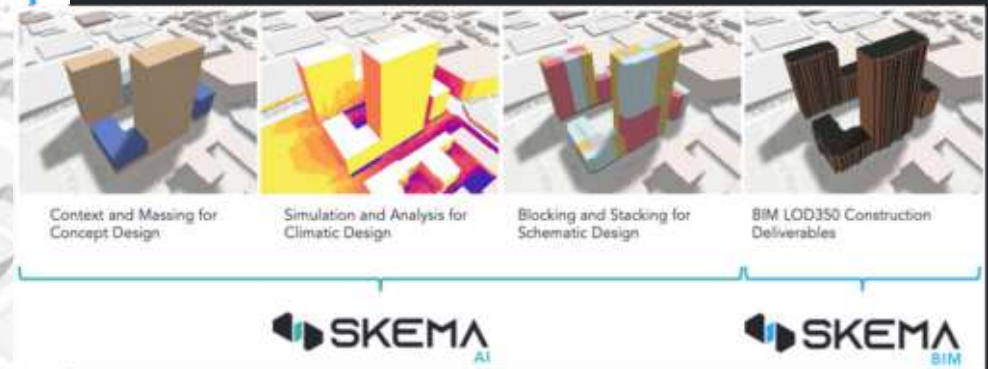 Context and Massing for
Concept Design
Simulation and Analysis for
Climatic Design
Blocking and Stacking for
Schematic Design
BIM LOD350 Construction
Deliverables
SKEMA
AI
SKEMA
BIM